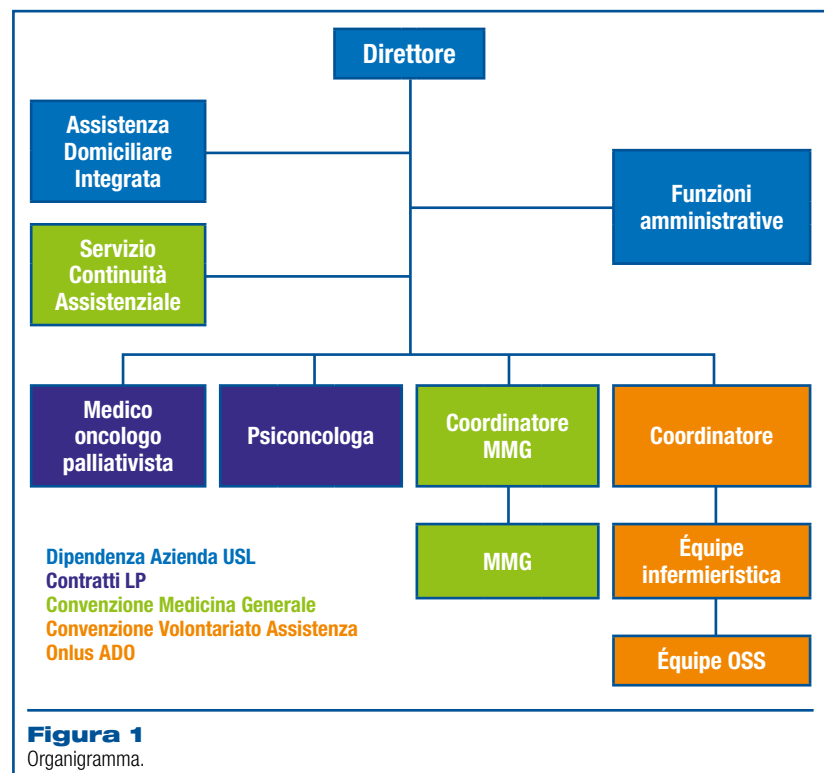 Direttore
Assistenza
Domiciliare
Integrata
Funzioni
amministrative
Servizio
Continuità
Assistenziale
Medico
oncologo
palliativista
Psiconcologa
Coordinatore
MMG
Coordinatore
MMG
Équipe
infermieristica
Équipe OSS
Dipendenza Azienda USL
Contratti LP
Convenzione Medicina Generale
Convenzione Volontariato Assistenza
Onlus ADO
Figura 1
Organigramma.